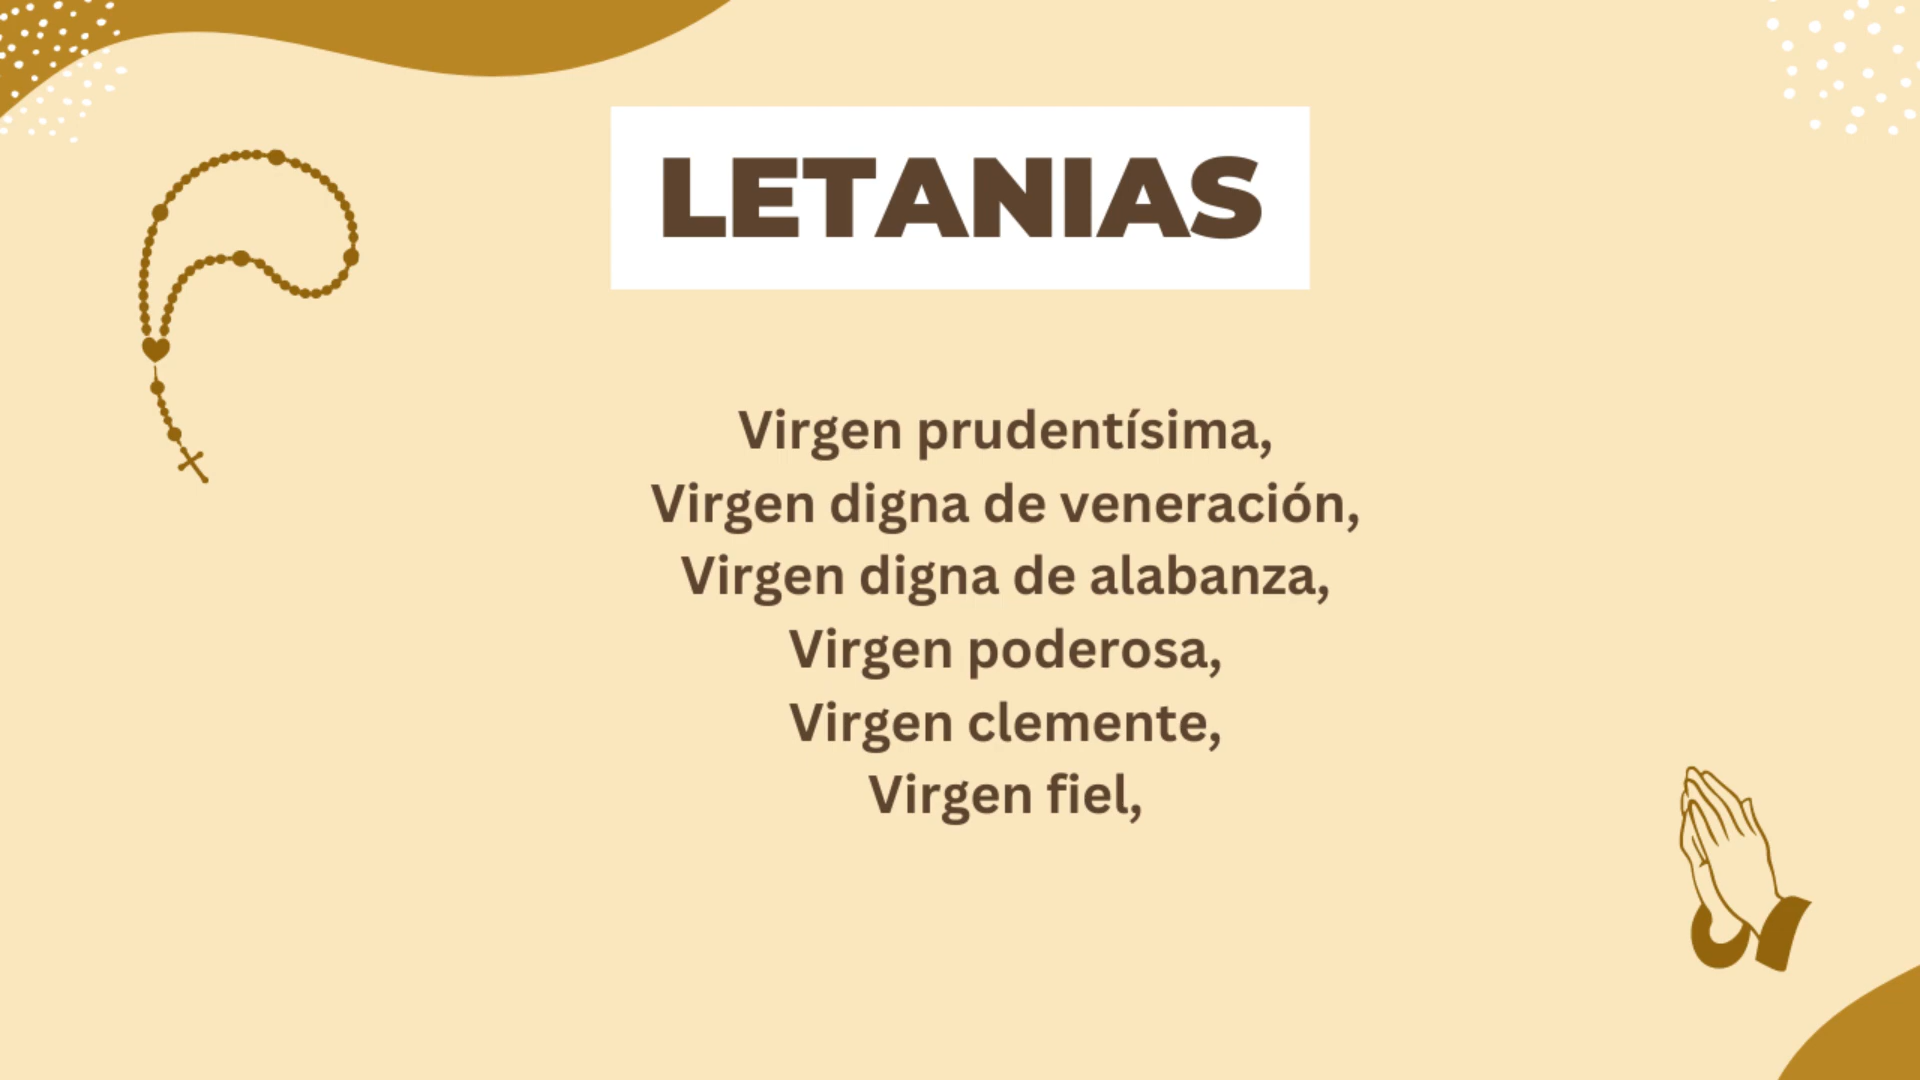 LETANIAS
Virgen prudentísima,
Virgen digna de veneración,
Virgen digna de alabanza,
Virgen poderosa,
Virgen clemente,
Virgen fiel,